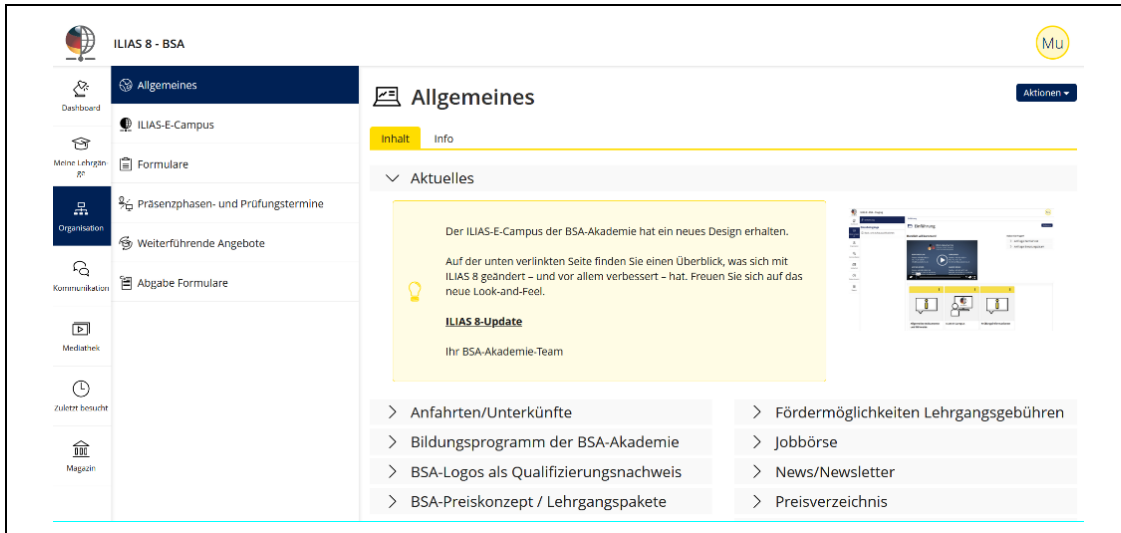 ILIAS 8 - BSA
Mu
Dashboard
Meine Lehrgän-
ge
Organisation
Kommunikation
Mediathek
Zuletzt besucht
Magazin
Allgemeines
ILIAS-E-Campus
Formulare
Präsenzphasen- und Prüfungstermine
Weiterführende Angebote
Abgabe Formulare
Allgemeines
Aktionen
Inhalt Info
Aktuelles
Der ILIAS-E-Campus der BSA-Akademie hat ein neues Design erhalten.
Auf der unten verlinkten Seite finden Sie einen Überblick, was sich mit
ILIAS 8 geändert – und vor allem verbessert – hat. Freuen Sie sich auf das
neue Look-and-Feel.
ILIAS 8-Update
Ihr BSA-Akademie-Team
Anfahrten/Unterkünfte
Bildungsprogramm der BSA-Akademie
BSA-Logos als Qualifizierungsnachweis
BSA-Preiskonzept / Lehrgangspakete
Fördermöglichkeiten Lehrgangsgebühren
Jobbörse
News/Newsletter
Preisverzeichnis